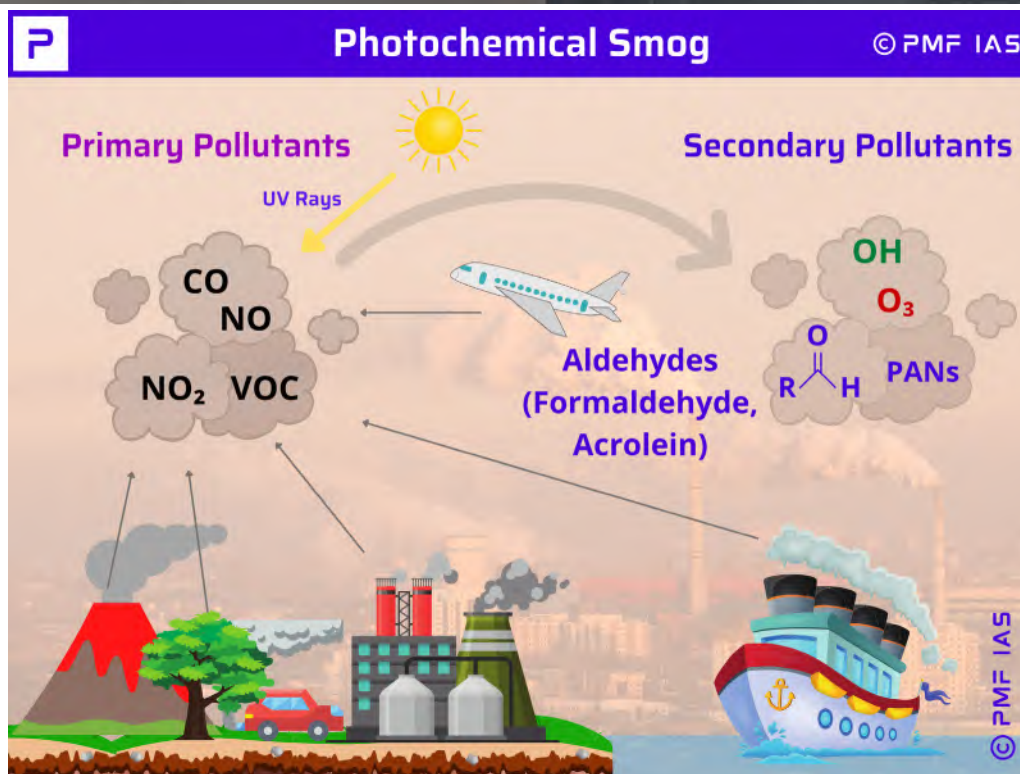 P
Photochemical Smog
© PMF IAS
Primary Pollutants
Secondary Pollutants
UV Rays
CO
NO
NO₂ VOC
OH
O₃
O
R H
PANs
Aldehydes
(Formaldehyde,
Acrolein)
© PMF IAS